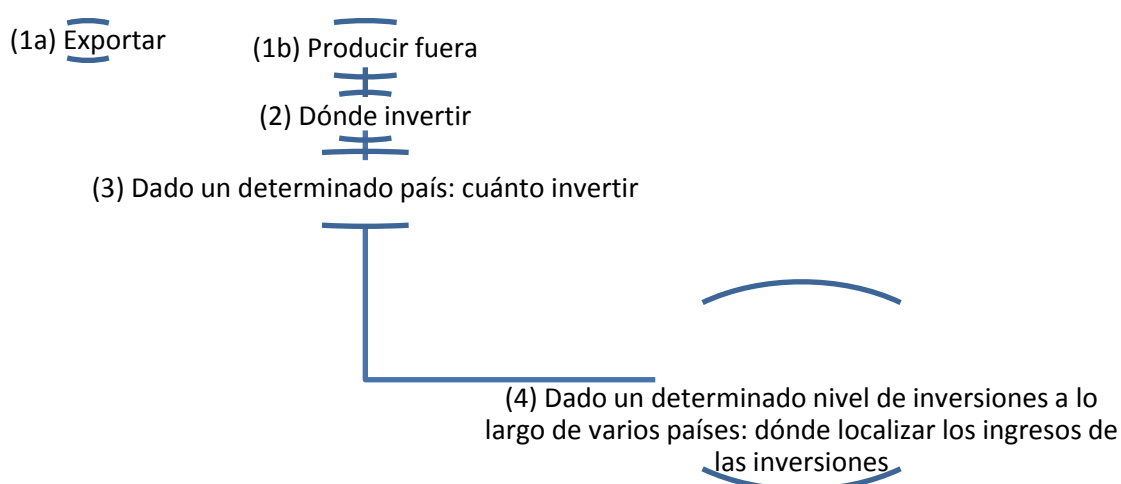 (1a) Exportar
(1b) Producir fuera
(2) Dónde invertir
(3) Dado un determinado país: cuánto invertir
(4) Dado un determinado nivel de inversiones a lo
largo de varios países: dónde localizar los ingresos de
las inversiones